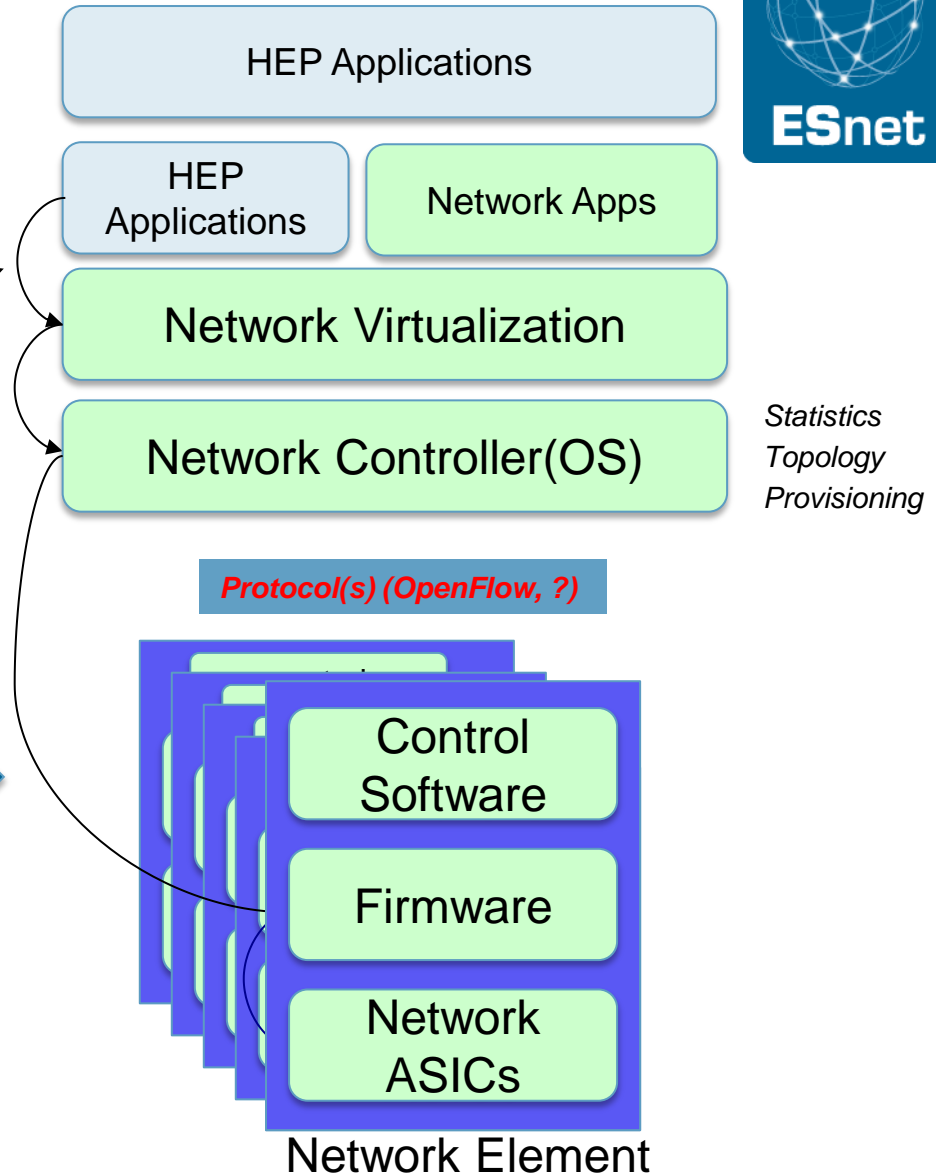 HEP Applications
ESnet
HEP
Applications
Network Apps
Network Virtualization
Network Controller(OS)
Statistics
Topology
Provisioning
Protocol(s) (OpenFlow, ?)
Control
Software
Firmware
Network
ASICs
Network Element